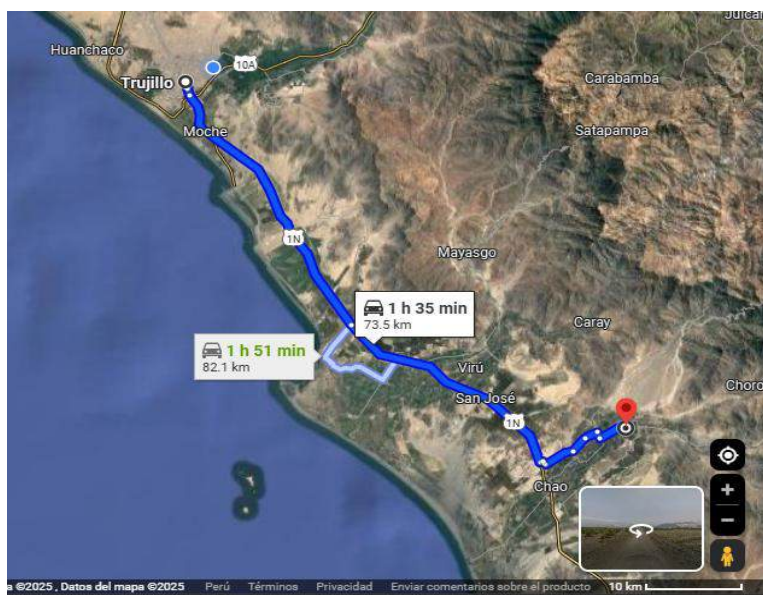 Julcan
Huanchaco
10A
Trujillo
Carabamba
Moche
Satapampa
1N
Mayasgo
1 h 35 min
73.5 km
Caray
1 h 51 min
82.1 km
Virú
Choro
San José
1N
Chao
a ©2025 , Datos del mapa ©2025 Perú Términos Privacidad Enviar comentarios sobre el producto 10 km